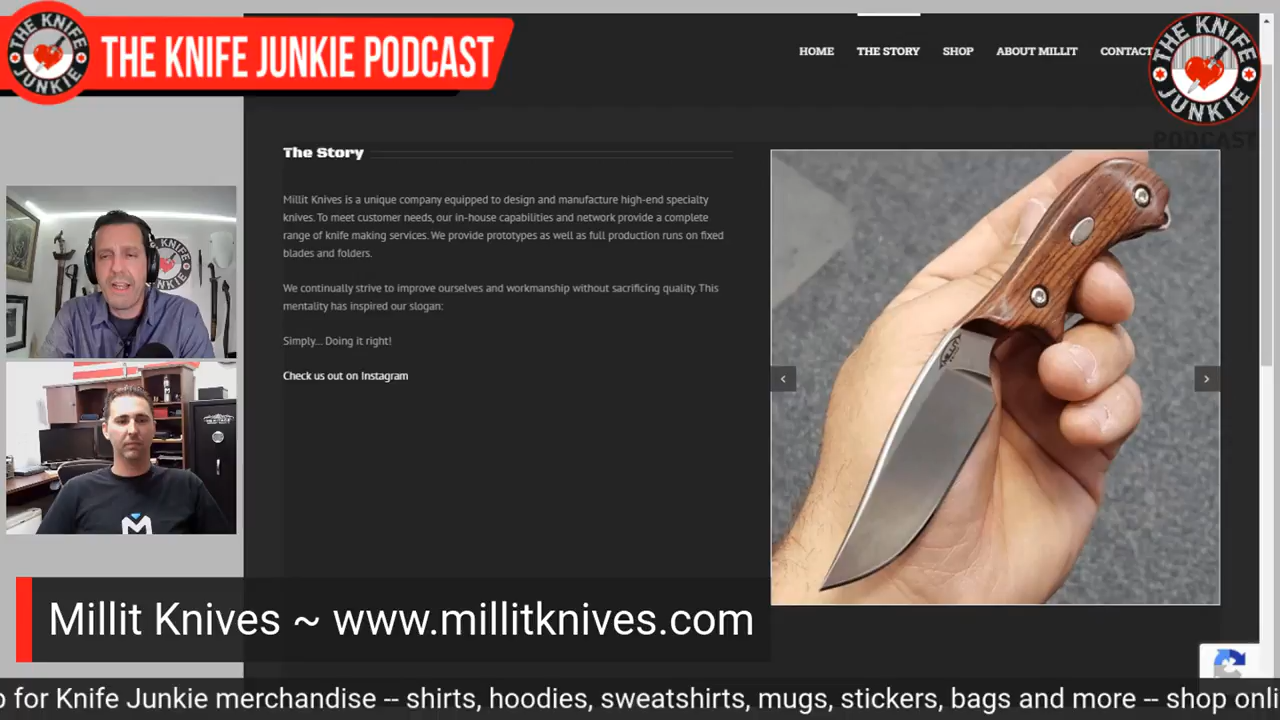 THE KNIFE JUNKIE
THE KNIFE JUNKIE PODCAST
HOME THE STORY SHOP ABOUT MILLIT CONTACT
THE KNIFE JUNKIE
PODCAST
The Story
Millit Knives is a unique company equipped to design and manufacture high-end specialty
knives. To meet customer needs, our in-house capabilities and network provide a complete
range of knife making services. We provide prototypes as well as full production runs on fixed
blades and folders.
We continually strive to improve ourselves and workmanship without sacrificing quality. This
mentality has inspired our slogan:
Simply... Doing it right!
Check us out on Instagram
MILLIT
M
Millit Knives ~ www.millitknives.com
for Knife Junkie merchandise -- shirts, hoodies, sweatshirts, mugs, stickers, bags and more -- shop onli